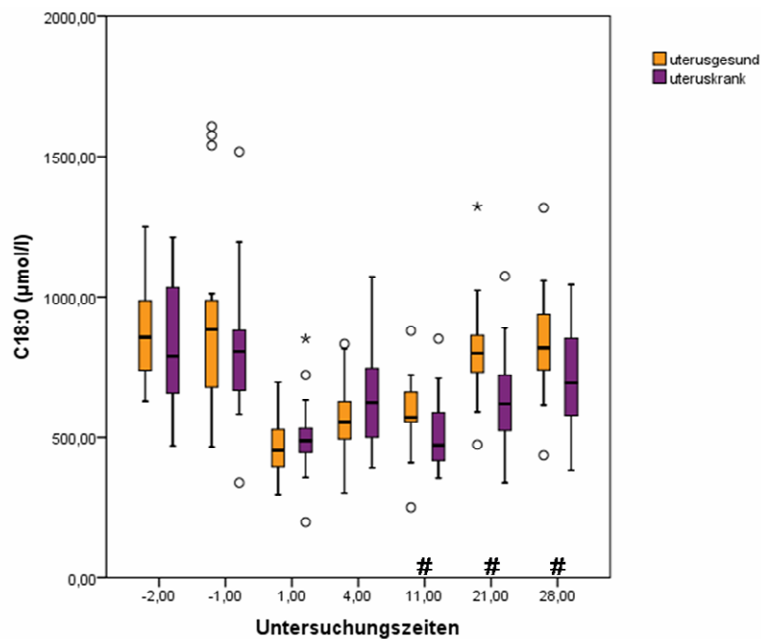 2000,00
1500,00
1000,00
500,00
0,00
C18:0 (µmol/l)
uterusgesund
uteruskrank
*
*
# # #
-2,00 -1,00 1,00 4,00 11,00 21,00 28,00
Untersuchungszeiten